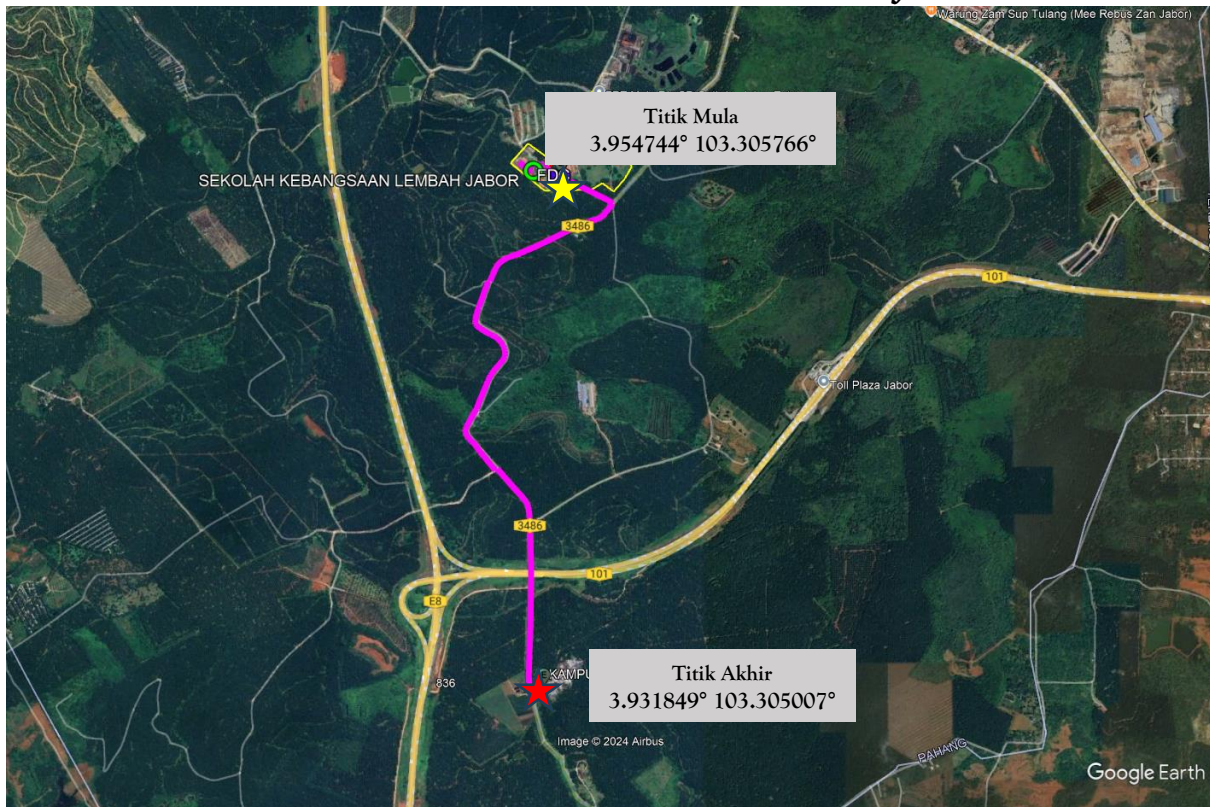 Warung Zam Sup Tulang (Mee Rebus Zan Jabor)
Titik Mula
3.954744° 103.305766°
SEKOLAH KEBANGSAAN LEMBAH JABOR
3486
101
Toll Plaza Jabor
3486
101
E8
836
Titik Akhir
3.931849° 103.305007°
Image © 2024 Airbus
PAHANG
Google Earth